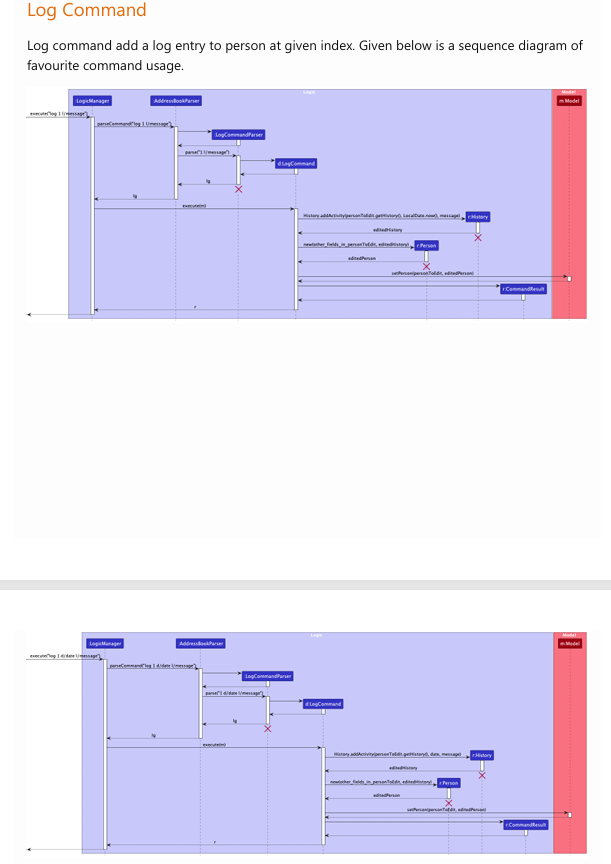 Log Command
Log command add a log entry to person at given index. Given below is a sequence diagram of
favourite command usage.
Logic
Model
:LogicManager
:AddressBookParser
m:Model
execute("log 1 l/message")
parseCommand("log 1 l/message")
:LogCommandParser
parse("1 l/message")
d:LogCommand
lg
lg
execute(m)
History.addActivity(personToEdit.getHistory(), LocalDate.now(), message)
r:History
editedHistory
new(other_fields_in_personToEdit, editedHistory)
r:Person
editedPerson
setPerson(personToEdit, editedPerson)
r:CommandResult
r
Logic
Model
:LogicManager
:AddressBookParser
m:Model
execute("log 1 d/date l/message")
parseCommand("log 1 d/date l/message")
:LogCommandParser
parse("1 d/date l/message")
d:LogCommand
lg
lg
execute(m)
History.addActivity(personToEdit.getHistory(), date, message)
r:History
editedHistory
new(other_fields_in_personToEdit, editedHistory)
r:Person
editedPerson
setPerson(personToEdit, editedPerson)
r:CommandResult
r